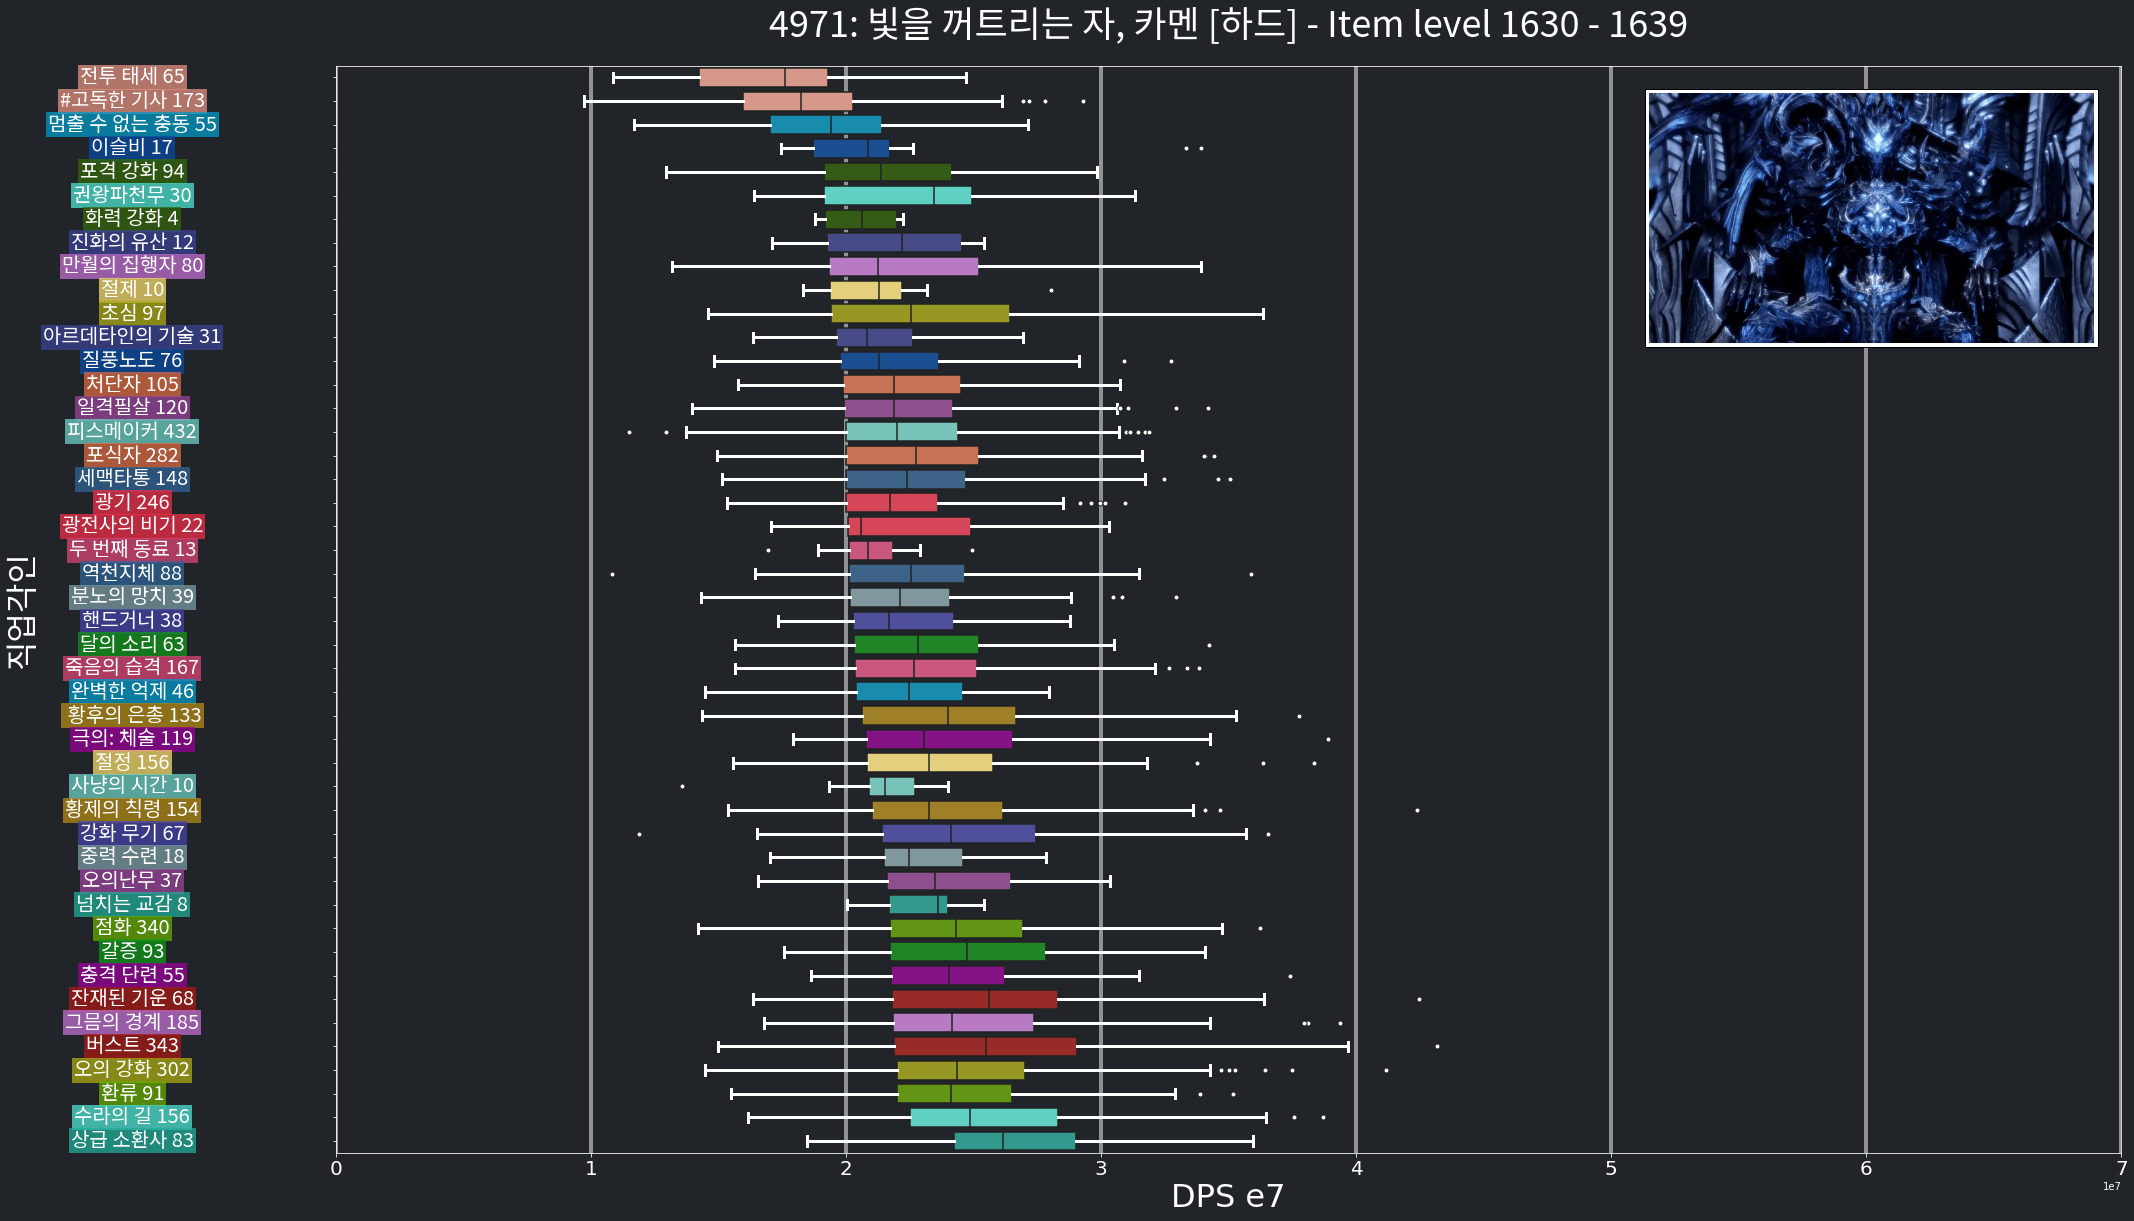 4971: 빛을 꺼트리는 자, 카멘 [하드] - Item level 1630 - 1639
전투 태세 65
#고독한 기사 173
멈출 수 없는 충동 55
이슬비 17
포격 강화 94
권왕파천무 30
화력 강화 4
진화의 유산 12
만월의 집행자 80
절제 10
초심 97
아르데타인의 기술 31
질풍노도 76
처단자 105
일격필살 120
피스메이커 432
포식자 282
세맥타통 148
광기 246
광전사의 비기 22
두 번째 동료 13
역천지체 88
분노의 망치 39
핸드거너 38
달의 소리 63
죽음의 습격 167
완벽한 억제 46
황후의 은총 133
극의: 체술 119
절정 156
사냥의 시간 10
황제의 칙령 154
강화 무기 67
중력 수련 18
오의난무 37
넘치는 교감 8
점화 340
갈증 93
충격 단련 55
잔재된 기운 68
그믐의 경계 185
버스트 343
오의 강화 302
환류 91
수라의 길 156
상급 소환사 83
직업각인
0 1 2 3 4 5 6 7
1e7
DPS e7